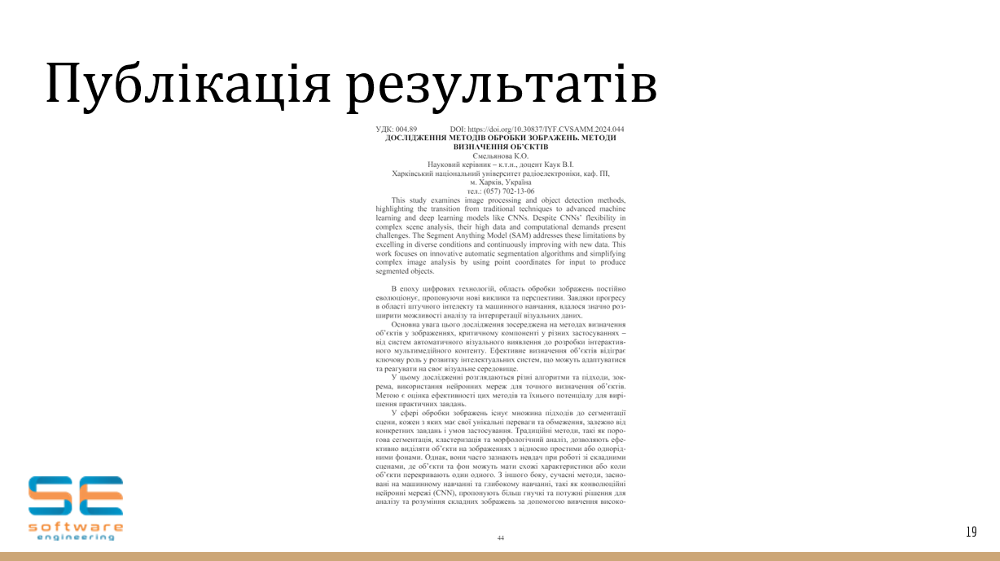 Публікація результатів
УДК: 004.89 DOI: https://doi.org/10.30837/IYF.CVSAMM.2024.044
ДОСЛІДЖЕННЯ МЕТОДІВ ОБРОБКИ ЗОБРАЖЕНЬ. МЕТОДИ
ВИЗНАЧЕННЯ ОБ’ЄКТІВ
Ємельянова К.О.
Науковий керівник – к.т.н., доцент Каук В.І.
Харківський національний університет радіоелектроніки, каф. ПІ,
м. Харків, Україна
тел.: (057) 702-13-06
This study examines image processing and object detection methods,
highlighting the transition from traditional techniques to advanced machine
learning and deep learning models like CNNs. Despite CNNs’ flexibility in
complex scene analysis, their high data and computational demands present
challenges. The Segment Anything Model (SAM) addresses these limitations by
excelling in diverse conditions and continuously improving with new data. This
work focuses on innovative automatic segmentation algorithms and simplifying
complex image analysis by using point coordinates for input to produce
segmented objects.
В епоху цифрових технологій, область обробки зображень постійно
еволюціонує, пропонуючи нові виклики та перспективи. Завдяки прогресу
в області штучного інтелекту та машинного навчання, вдалося значно роз-
ширити можливості аналізу та інтерпретації візуальних даних.
Основна увага цього дослідження зосереджена на методах визначення
об’єктів у зображеннях, критичному компоненті у різних застосуваннях –
від систем автоматичного візуального виявлення до розробки інтерактив-
ного мультимедійного контенту. Ефективне визначення об’єктів відіграє
ключову роль у розвитку інтелектуальних систем, що можуть адаптуватися
та реагувати на своє візуальне середовище.
У цьому дослідженні розглядаються різні алгоритми та підходи, зок-
рема, використання нейронних мереж для точного визначення об’єктів.
Метою є оцінка ефективності цих методів та їхнього потенціалу для вирі-
шення практичних завдань.
У сфері обробки зображень існує множина підходів до сегментації
сцени, кожен з яких має свої унікальні переваги та обмеження, залежно від
конкретних завдань і умов застосування. Традиційні методи, такі як поро-
гова сегментація, кластеризація та морфологічний аналіз, дозволяють ефе-
ктивно виділяти об’єкти на зображеннях з відносно простими або однорід-
ними фонами. Однак, вони часто зазнають невдач при роботі зі складними
сценами, де об’єкти та фон можуть мати схожі характеристики або коли
об’єкти перекривають один одного. З іншого боку, сучасні методи, засно-
вані на машинному навчанні та глибокому навчанні, такі як конволюційні
нейронні мережі (CNN), пропонують більш гнучкі та потужні рішення для
аналізу та розуміння складних зображень за допомогою вивчення високо-
44
SE
software
engineering
19